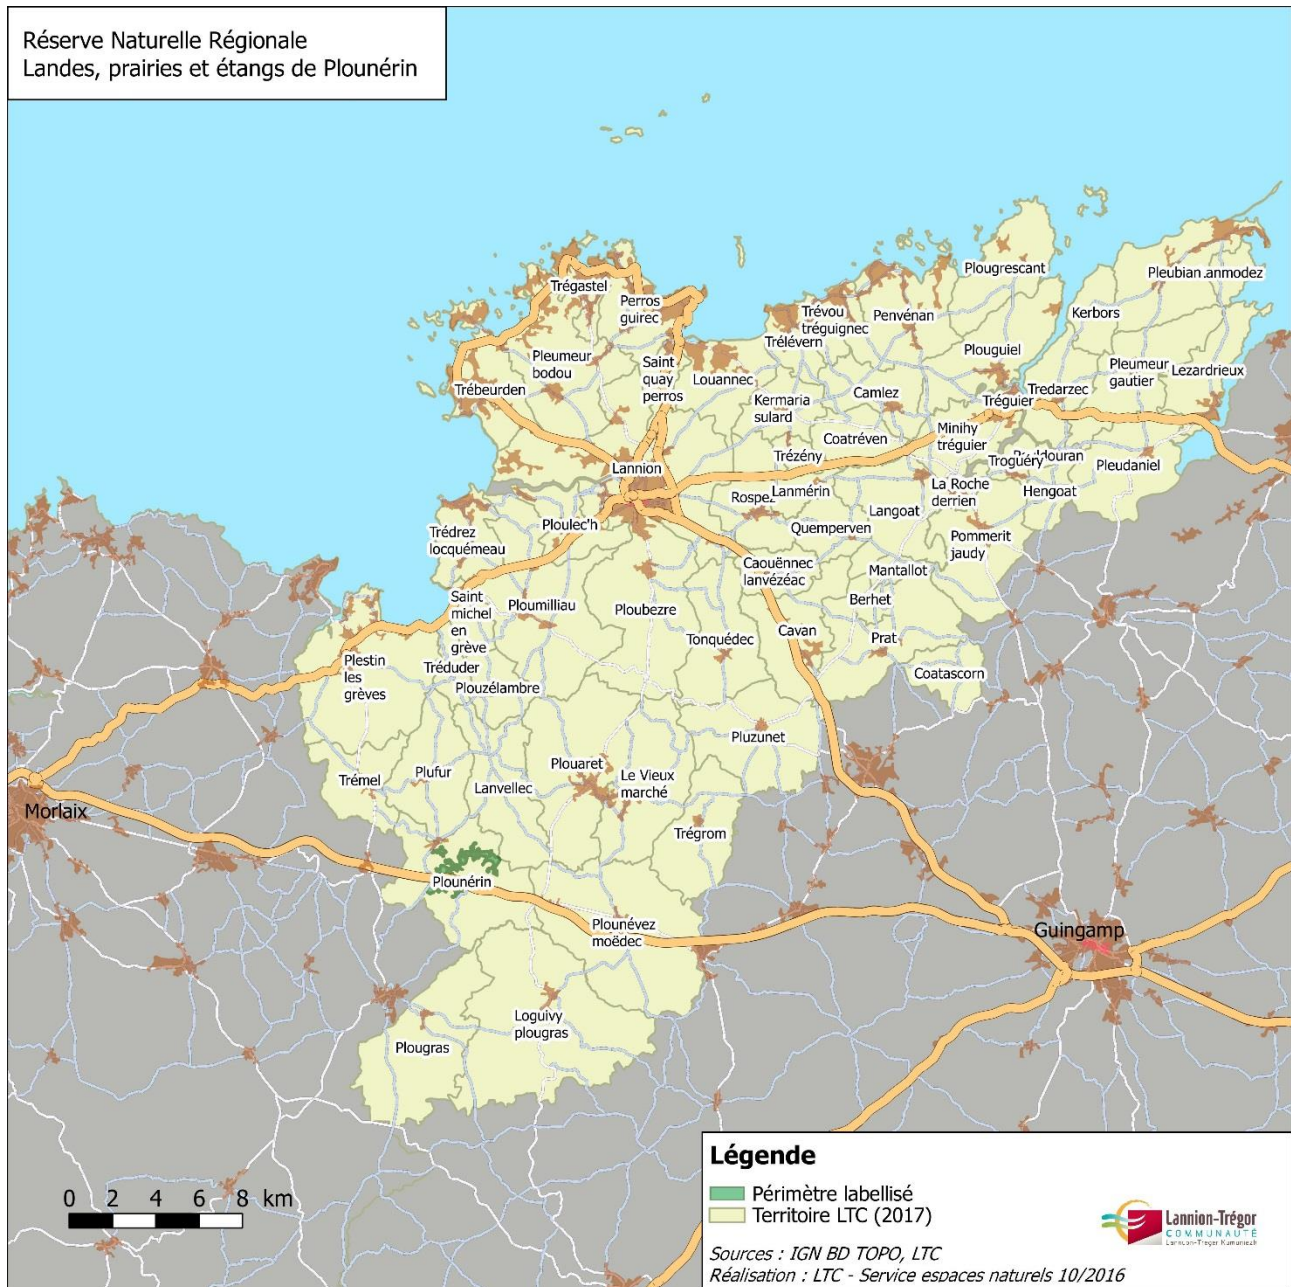 Réserve Naturelle Régionale
Landes, prairies et étangs de Plounérin
Plougrescant
Pleubian
anmodez
Trégastel
Perros
guirec
Trévou
tréguignec
Penvénan
Kerbors
Trélévern
Plouguiel
Pleumeur
bodou
Saint
quay
perros
Louannec
Pleumeur
gautier
Lezardrieux
Trébeurden
Kermaria
sulard
Camlez
Tréguier
Tredarzec
Coatréven
Minihy
tréguier
Trézény
Lannion
Troguéry
douran
Pleudaniel
Rospez
Lanmérin
La Roche
derrien
Hengoat
Langoat
Ploulec'h
Quemperven
Pommerit
jaudy
Trédrez
locquémeau
Caouënnec
lanvézéac
Mantallot
Saint
michel
en
grève
Ploumilliau
Ploubezre
Berhet
Tonquédec
Cavan
Prat
Plestin
les
grèves
Tréduder
Plouzélambre
Coatascorn
Pluzunet
Trémel
Plufur
Lanvellec
Plouaret
Le Vieux
marché
Morlaix
Trégrom
Plounérin
Plounévez
moëdec
Guingamp
Loguivy
plougras
Plougras
Légende
Périmètre labellisé
Territoire LTC (2017)
0 2 4 6 8 km
Lannion-Trégor
COMMUNAUTÉ
Lannuon-Treger Kumuniezh
Sources : IGN BD TOPO, LTC
Réalisation : LTC - Service espaces naturels 10/2016